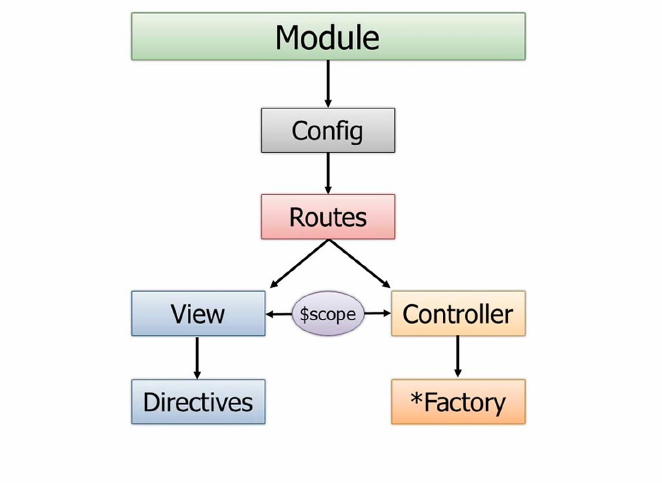 Module
Config
Routes
View
$scope
Controller
Directives
*Factory